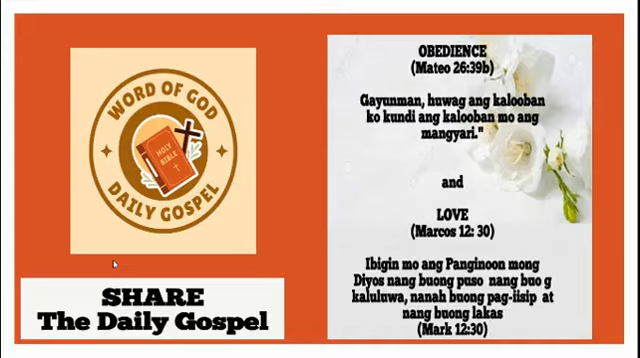 WORD OF GOD
HOLY
BIBLE
DAILY GOSPEL
SHARE
The Daily Gospel
OBEDIENCE
(Mateo 26:39b)
Gayunman, huwag ang kalooban
ko kundi ang kalooban mo ang
mangyari."
and
LOVE
(Marcos 12: 30)
Ibigin mo ang Panginoon mong
Diyos nang buong puso nang buo g
kaluluwa, nanah buong pag-iisip at
nang buong lakas
(Mark 12:30)